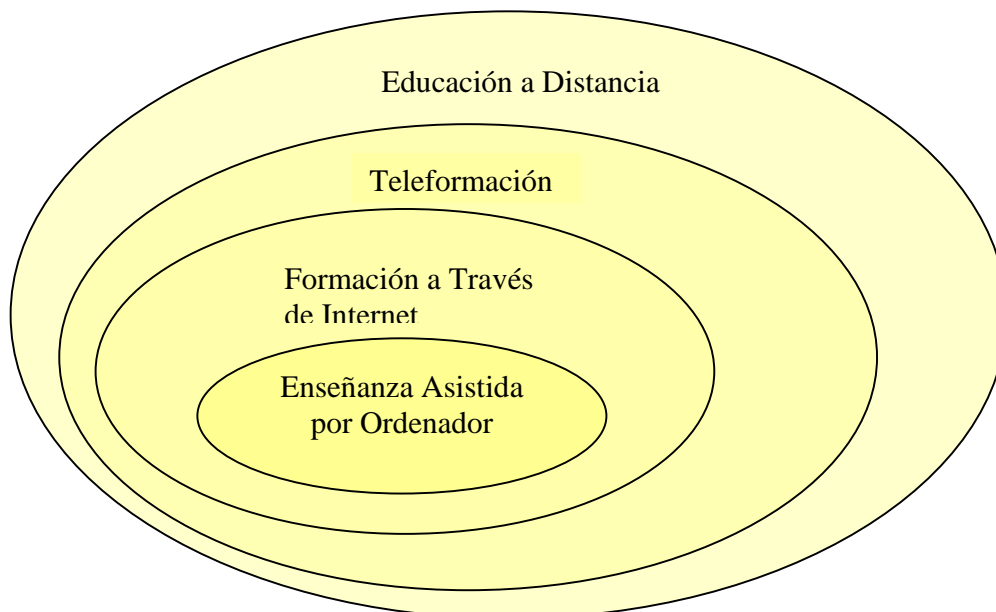 Educación a Distancia
Teleformación
Formación a Través
de Internet
Enseñanza Asistida
por Ordenador